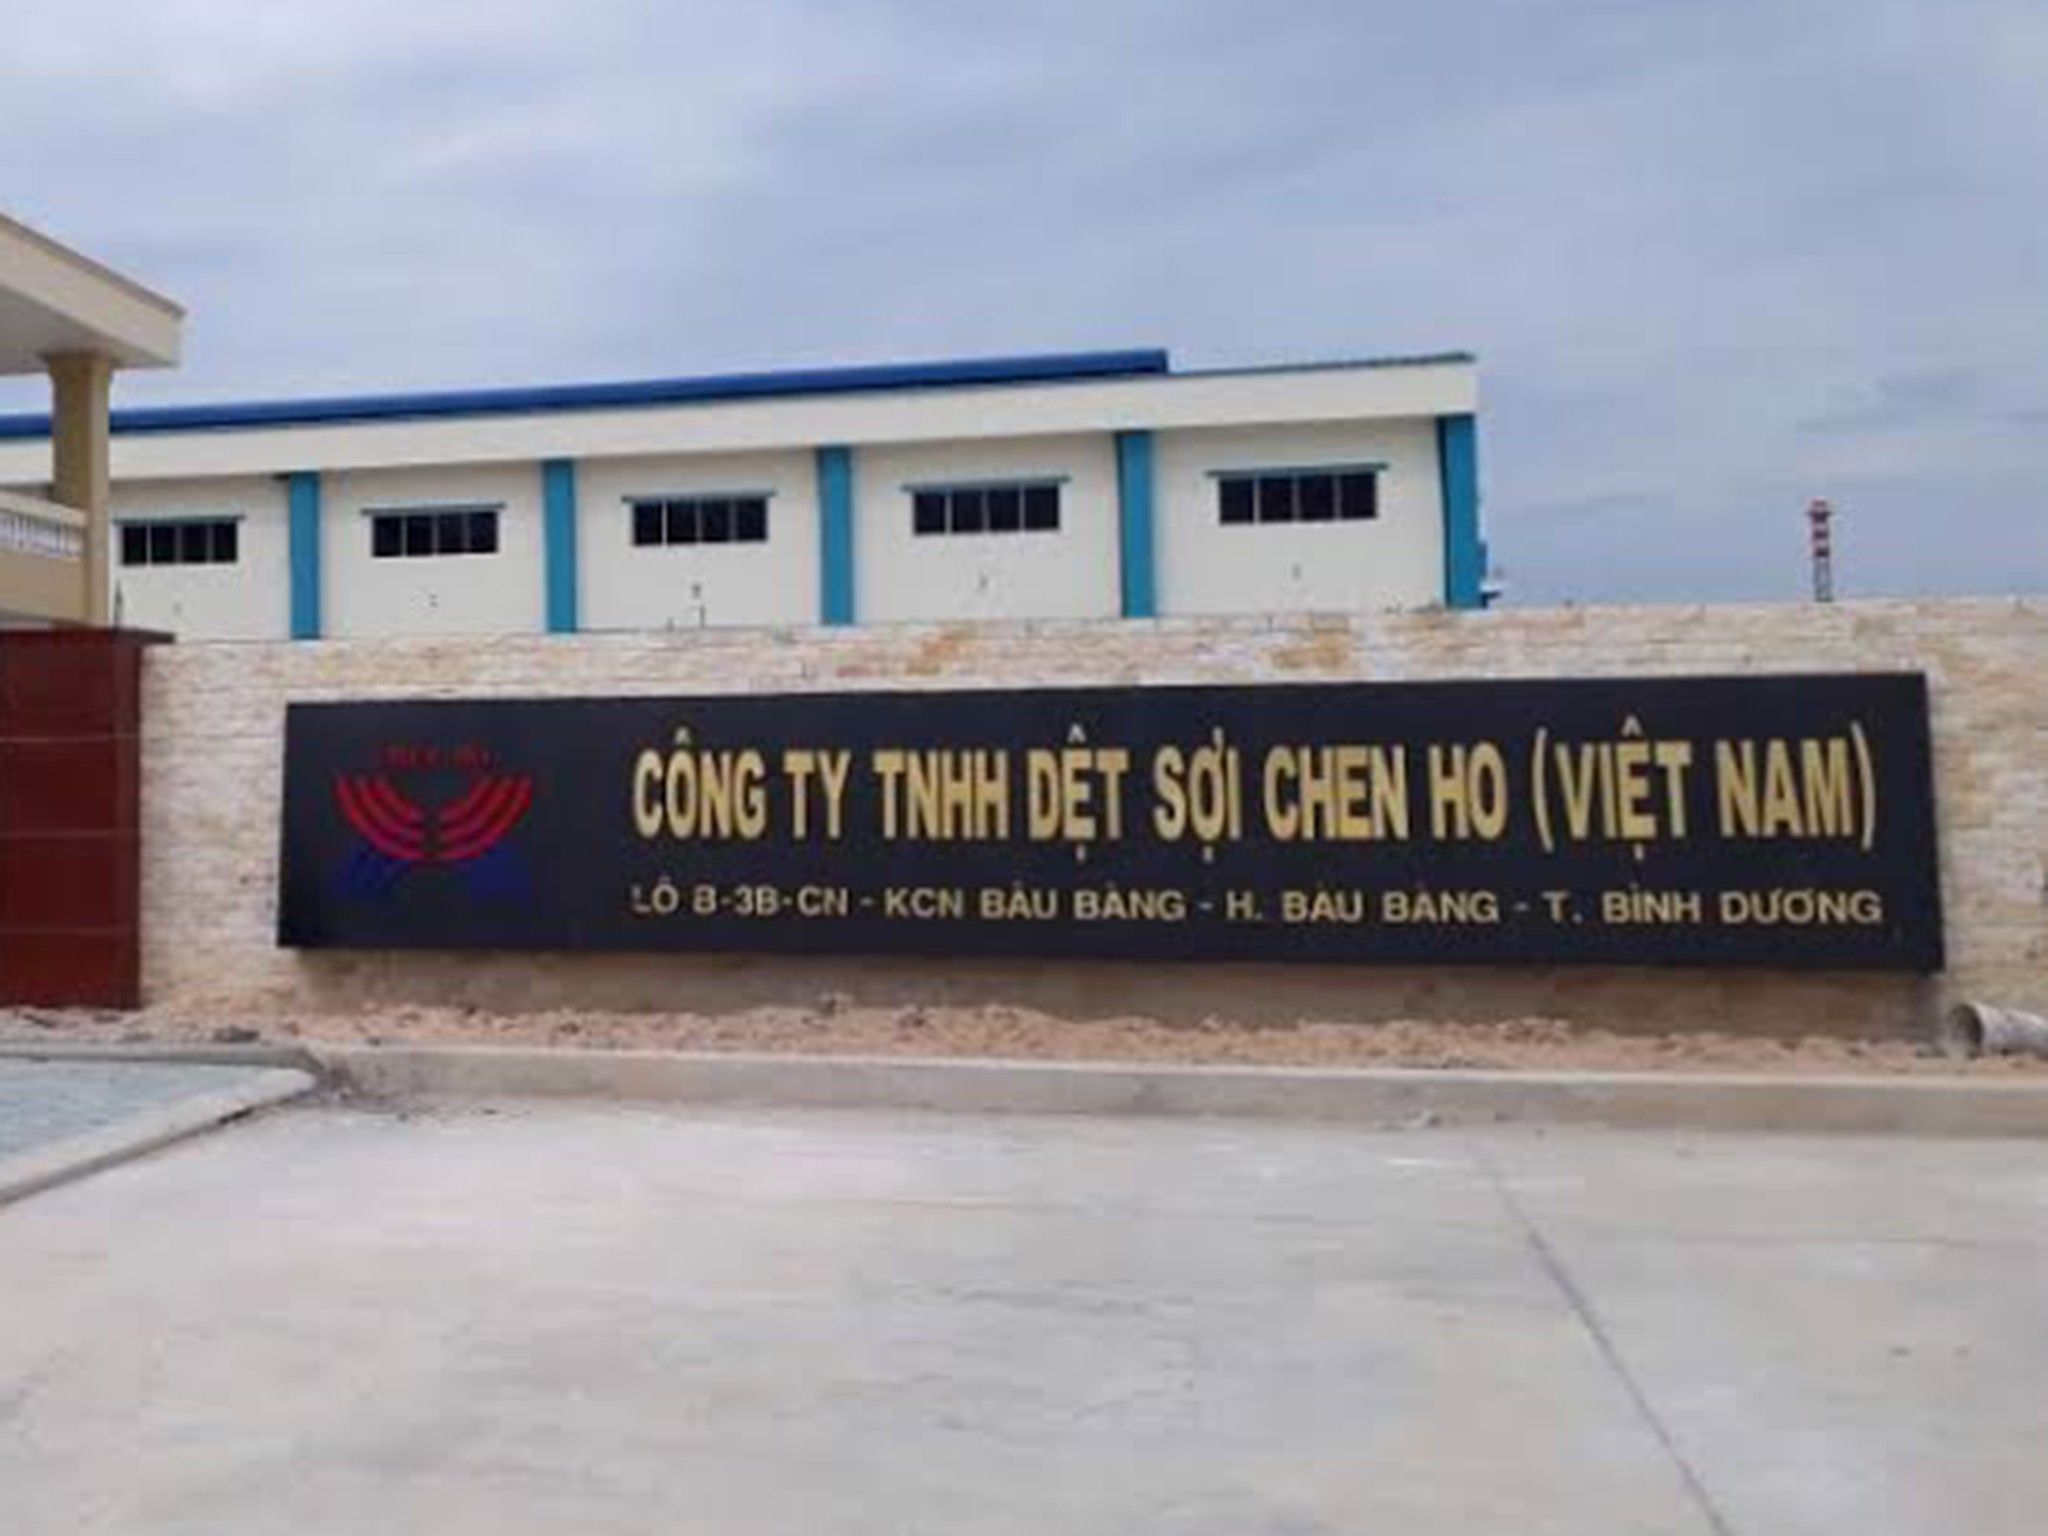 CÔNG TY TNHH DỆT SỢI CHEN HO (VIỆT NAM)
LÔ B-3B-CN - KCN BÀU BÀNG - H. BÀU BÀNG - T. BÌNH DƯƠNG